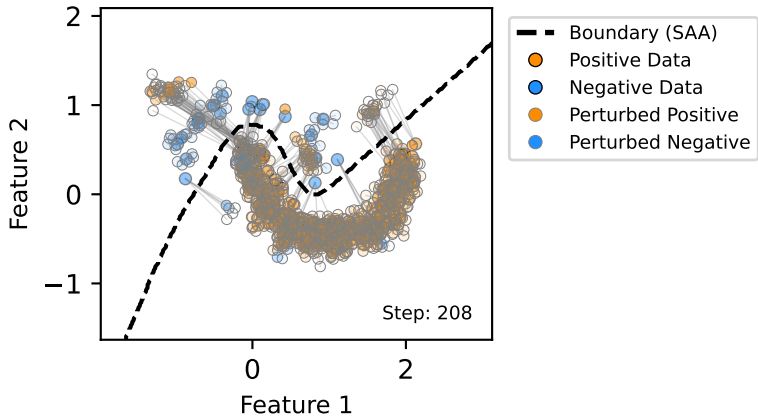 2
1
0
−1
Feature 2
0
2
Feature 1
Step: 208
Boundary (SAA)
Positive Data
Negative Data
Perturbed Positive
Perturbed Negative